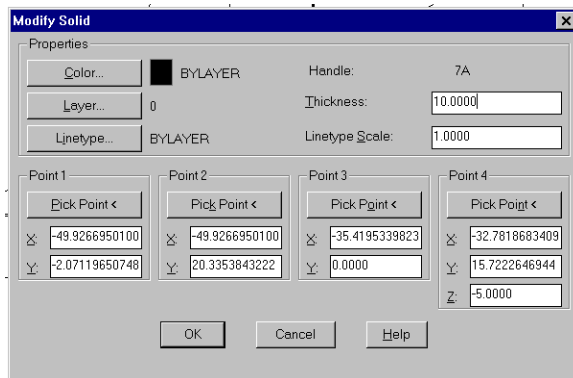 Modify Solid
Properties
Color... BYLAYER Handle: 7A
Layer... 0 Thickness: 10.0000
Linetype... BYLAYER Linetype Scale: 1.0000
Point 1 Point 2 Point 3 Point 4
Pick Point < Pick Point < Pick Point < Pick Point <
X: -49.9266950100 X: -49.9266950100 X: -35.4195339823 X: -32.7818683409
Y: -2.07119650748 Y: 20.3353843222 Y: 0.0000 Y: 15.7222646944
Z: -5.0000
OK Cancel Help